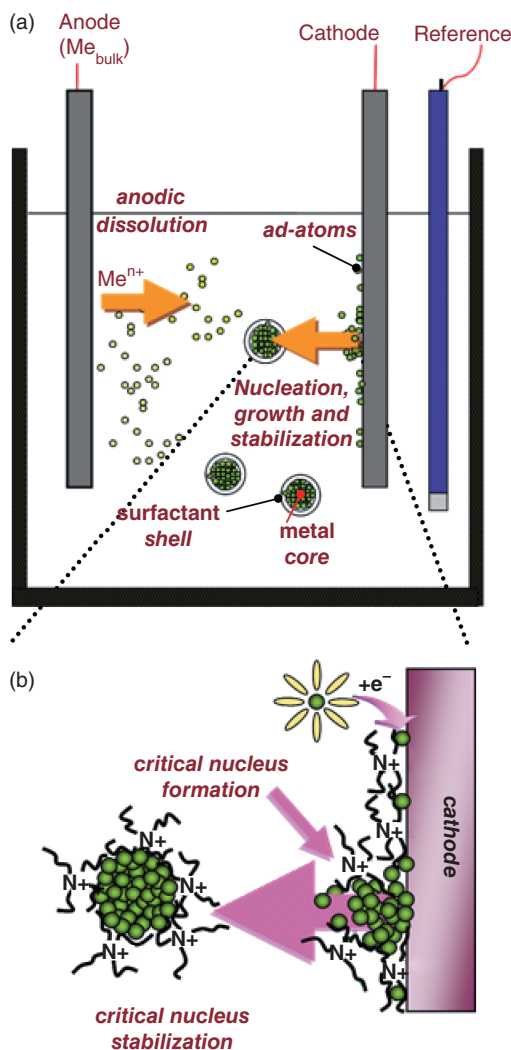 (a)
Anode
(Me_bulk)
Cathode
Reference
anodic
dissolution
ad-atoms
Meⁿ⁺
Nucleation,
growth and
stabilization
surfactant
shell
metal
core
(b)
+e⁻
critical nucleus
formation
N+
N+
cathode
N+
N+
N+
N+
N+
N+
N+
critical nucleus
stabilization